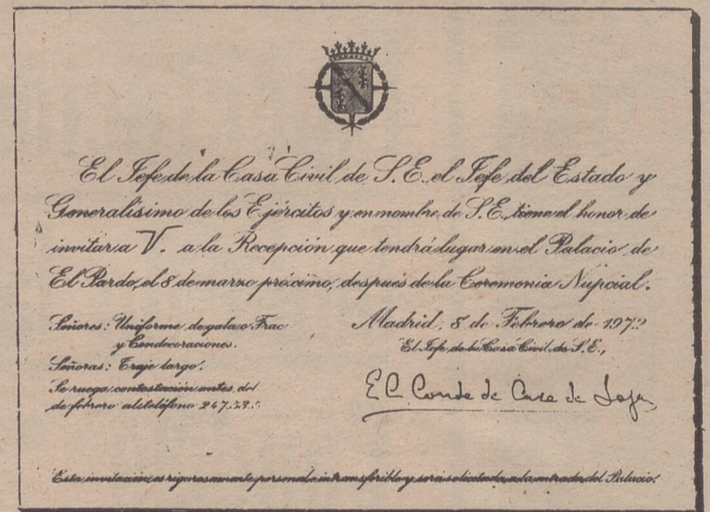 El Jefe de la Casa Civil de S. E. el Jefe del Estado y
Generalísimo de los Ejércitos y en nombre de S. E., tiene el honor de
invitar a V. a la Recepción que tendrá lugar en el Palacio de
El Pardo, el 8 de marzo próximo, después de la Ceremonia Nupcial.
Señores: Uniforme de gala o Frac
y Condecoraciones.
Señoras: Traje largo.
Se ruega contestación antes del
de febrero al teléfono 247.
Madrid, 8 de Febrero de 1972
El Jefe de la Casa Civil de S. E.,
El Conde de Casa de Loja
Esta invitación es rigurosamente personal e intransferible y será solicitada a la entrada del Palacio.